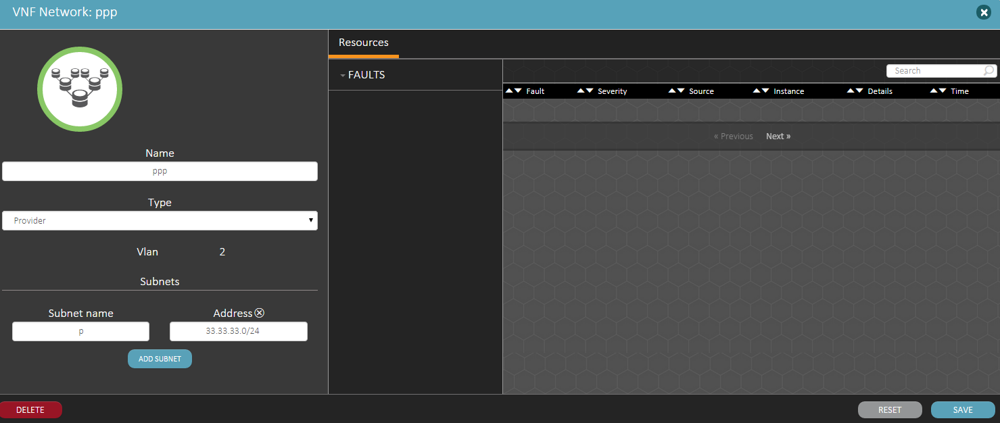 VNF Network: ppp
Resources
FAULTS
Search
Fault Severity Source Instance Details Time
« Previous Next »
Name
ppp
Type
Provider
Vlan 2
Subnets
Subnet name Address
p 33.33.33.0/24
ADD SUBNET
DELETE RESET SAVE